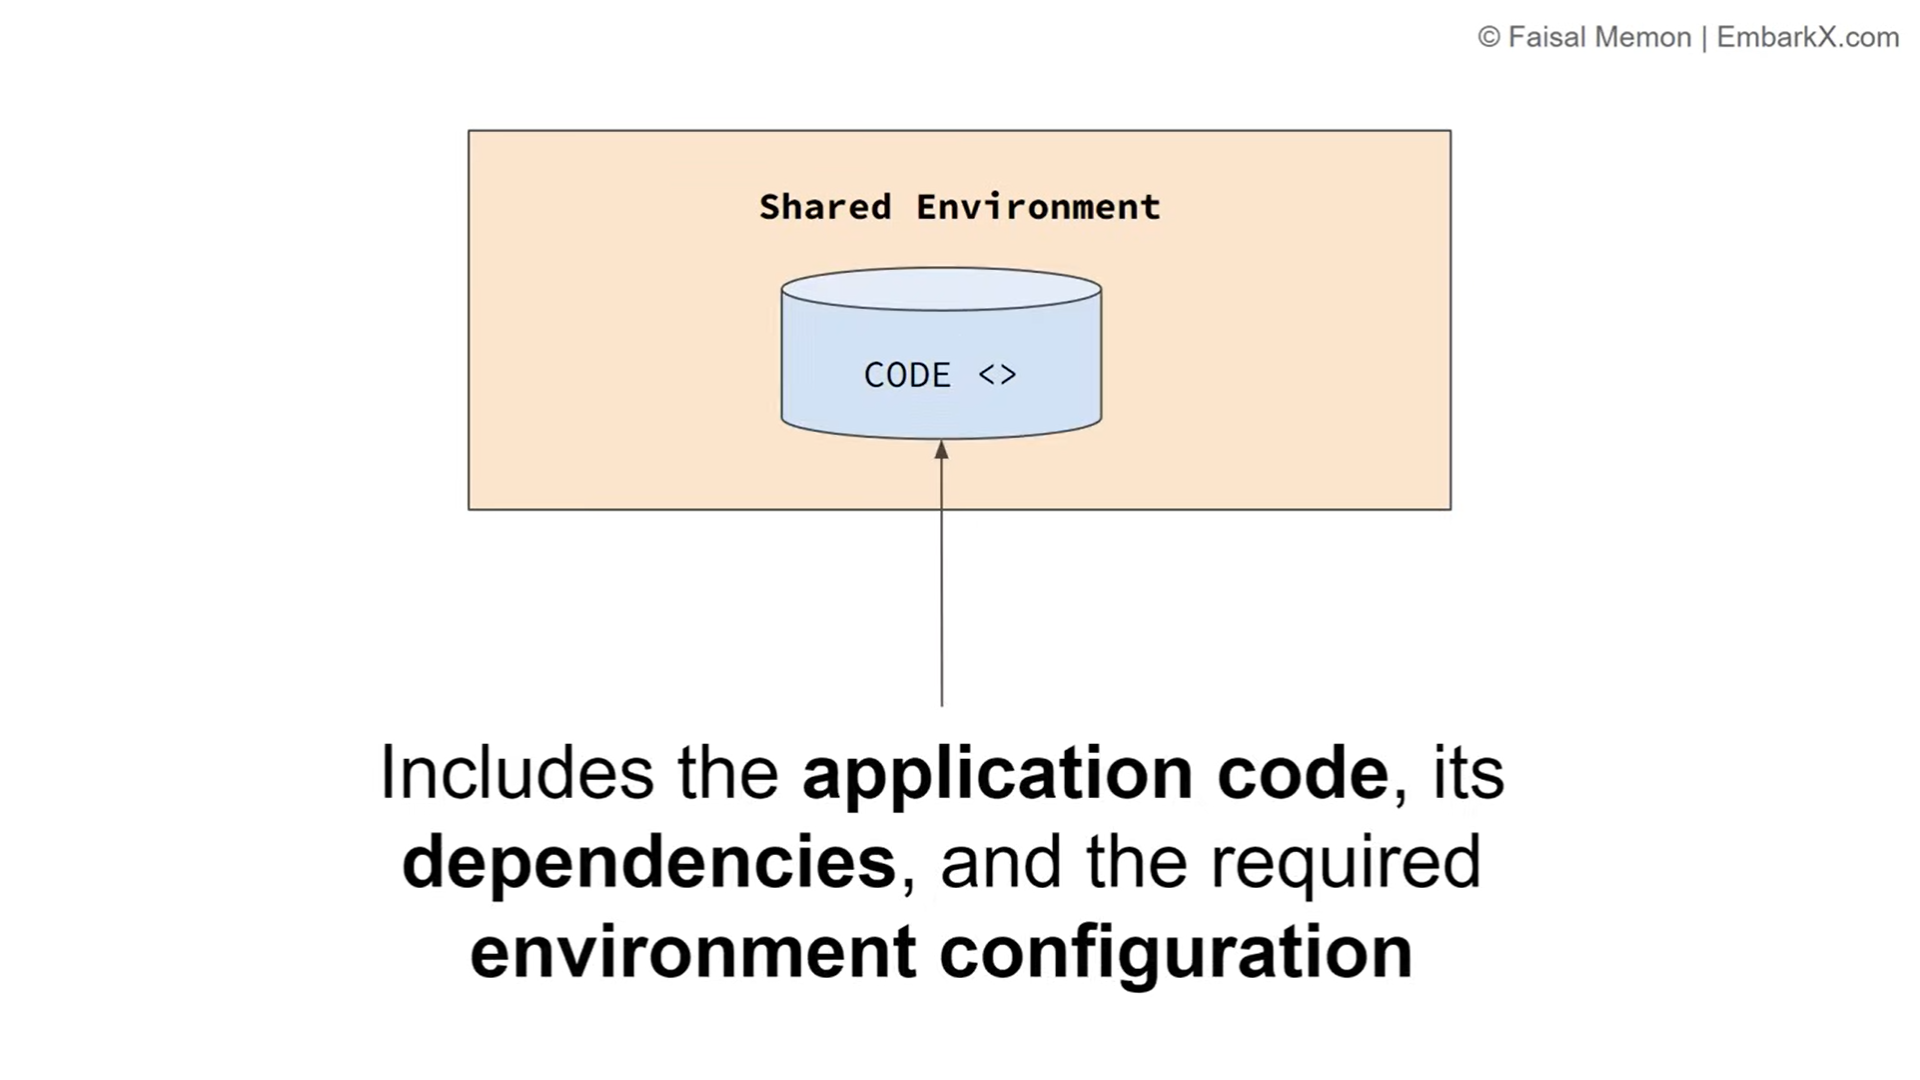 © Faisal Memon | EmbarkX.com
Shared Environment
CODE <>
Includes the application code, its
dependencies, and the required
environment configuration